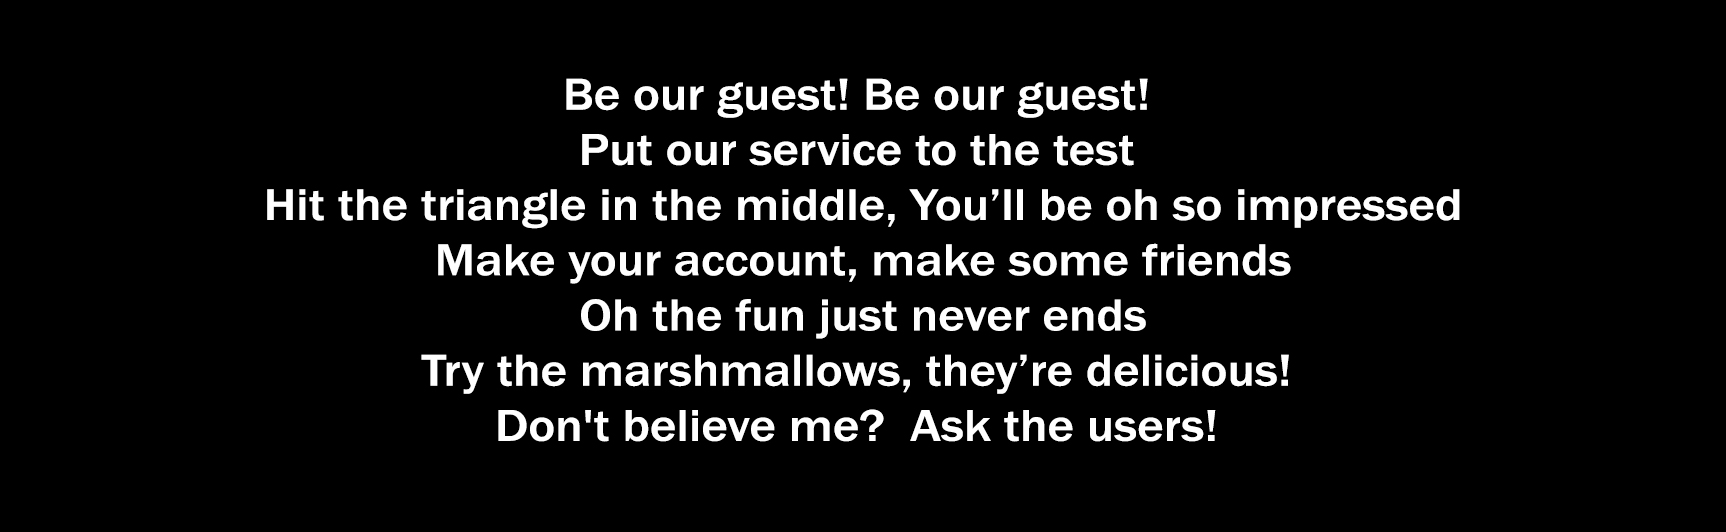 Be our guest! Be our guest!
Put our service to the test
Hit the triangle in the middle, You’ll be oh so impressed
Make your account, make some friends
Oh the fun just never ends
Try the marshmallows, they’re delicious!
Don't believe me?  Ask the users!